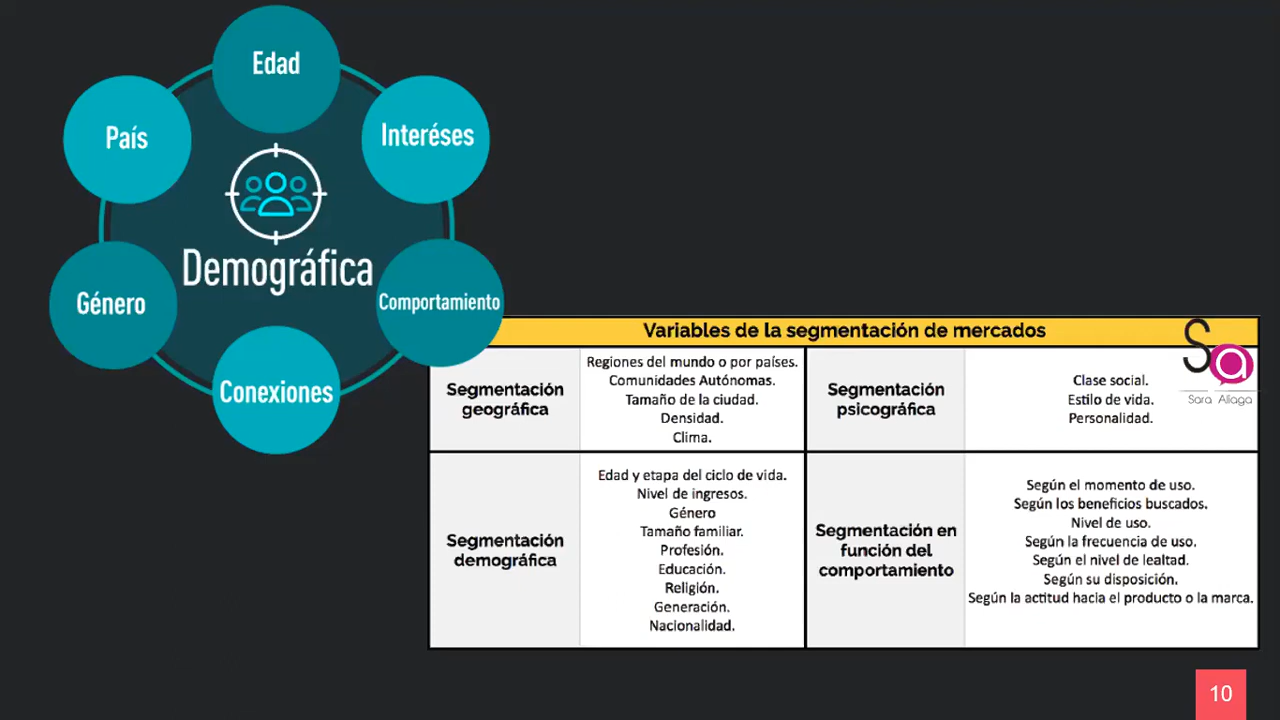 Edad
País
Interéses
Demográfica
Género
Comportamiento
Conexiones
Variables de la segmentación de mercados
Sa
Sara Aliaga
Segmentación
geográfica
Regiones del mundo o por países.
Comunidades Autónomas.
Tamaño de la ciudad.
Densidad.
Clima.
Segmentación
psicográfica
Clase social.
Estilo de vida.
Personalidad.
Segmentación
demográfica
Edad y etapa del ciclo de vida.
Nivel de ingresos.
Género
Tamaño familiar.
Profesión.
Educación.
Religión.
Generación.
Nacionalidad.
Segmentación en
función del
comportamiento
Según el momento de uso.
Según los beneficios buscados.
Nivel de uso.
Según la frecuencia de uso.
Según el nivel de lealtad.
Según su disposición.
Según la actitud hacia el producto o la marca.
10